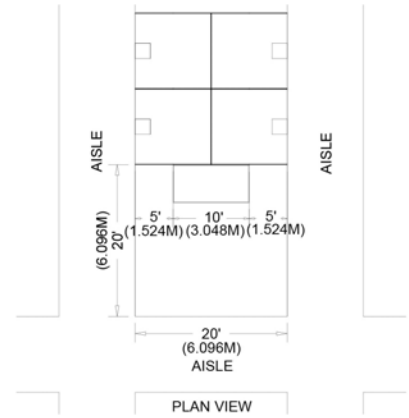 AISLE
AISLE
5' 10' 5'
(1.524M) (3.048M) (1.524M)
20'
(6.096M)
20'
(6.096M)
AISLE
PLAN VIEW